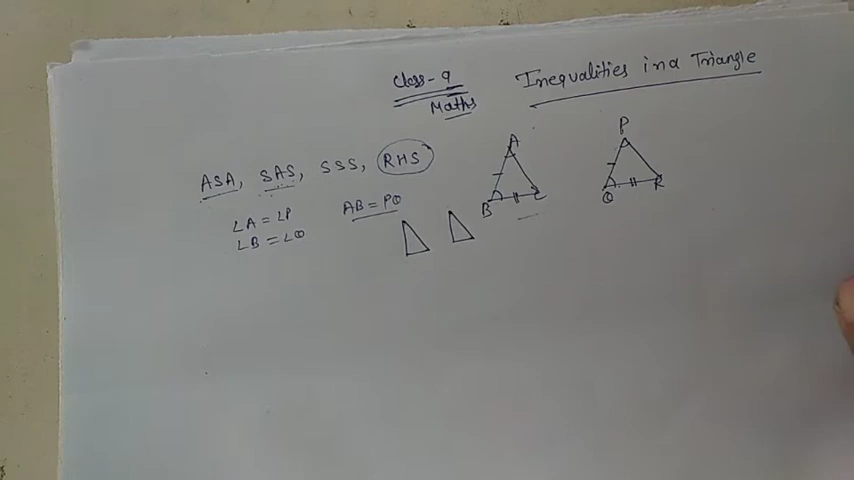 Class-9
Maths
Inequalities in a Triangle
ASA, SAS, SSS, RHS
∠A = ∠P
∠B = ∠Q
AB = PQ
A
B
C
P
Q
R